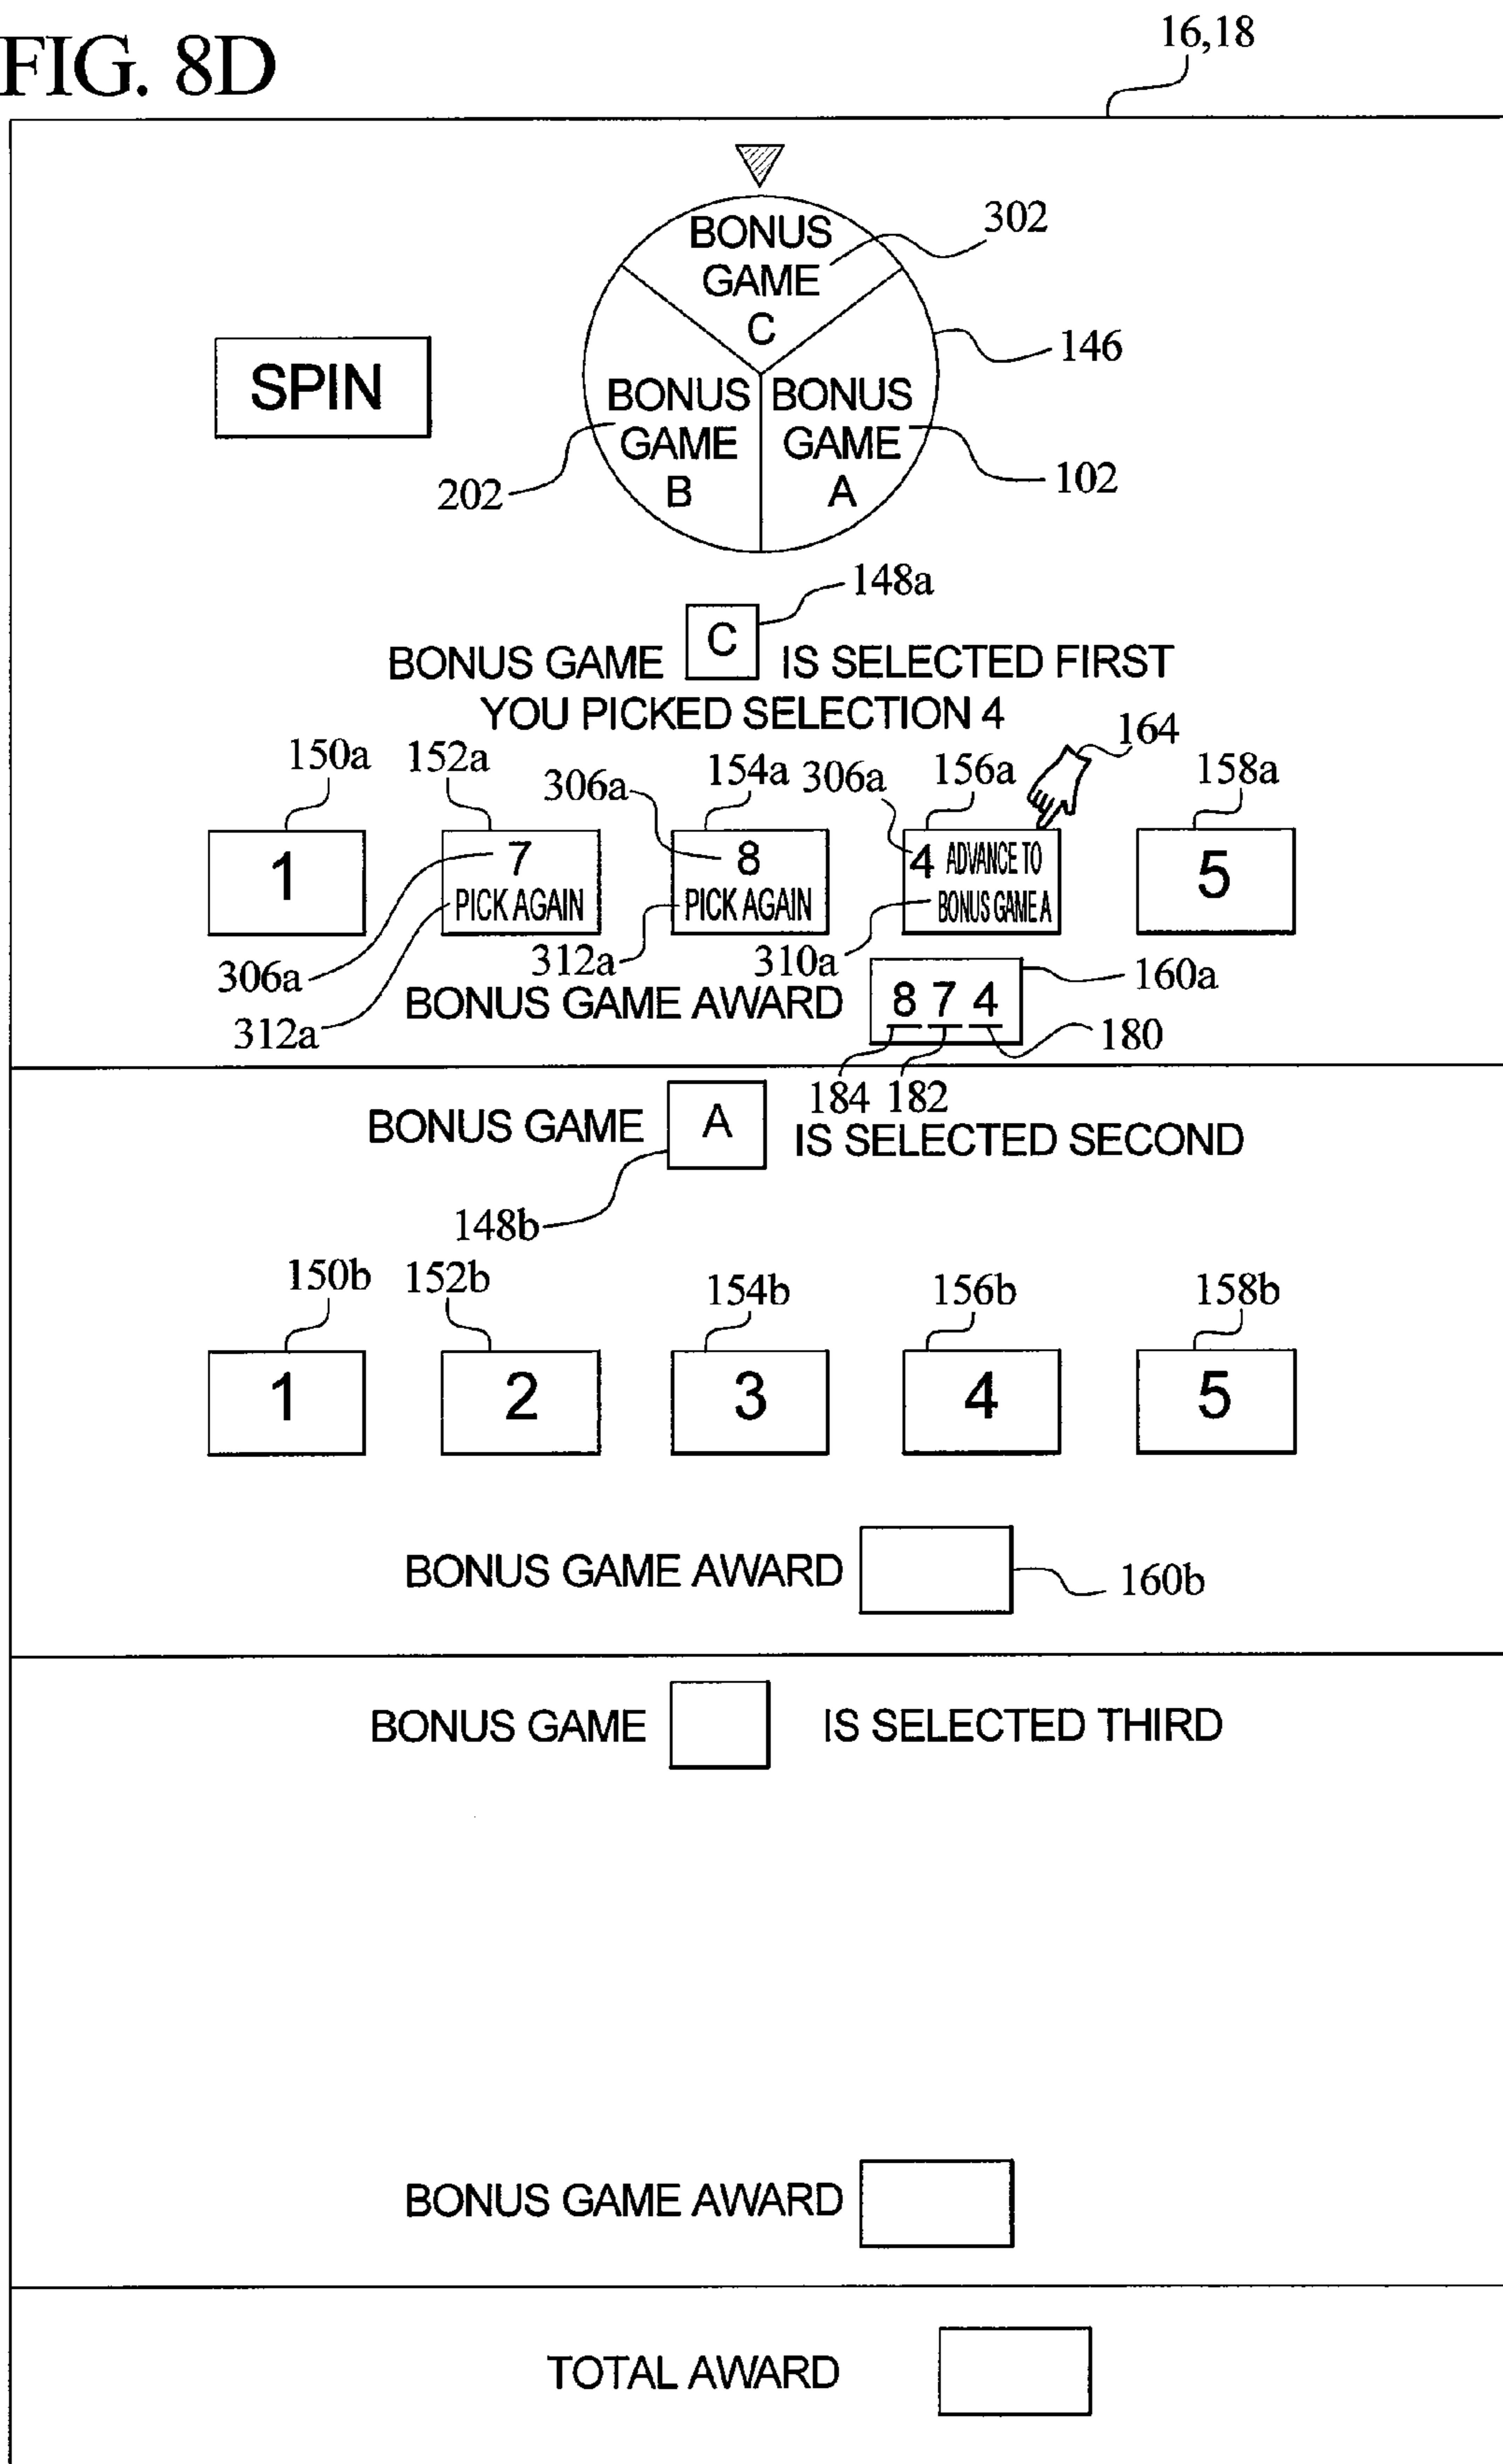 FIG. 8D
16,18
BONUS
GAME
C
302
146
SPIN
BONUS BONUS
GAME GAME
B A
202
102
148a
BONUS GAME C IS SELECTED FIRST
YOU PICKED SELECTION 4
164
150a 152a 306a 154a 306a 156a 158a
1 7 8 4 ADVANCE TO 5
PICK AGAIN PICK AGAIN BONUS GAME A
306a 312a 310a 160a
312a BONUS GAME AWARD 8 7 4 180
184 182
BONUS GAME A IS SELECTED SECOND
148b
150b 152b 154b 156b 158b
1 2 3 4 5
BONUS GAME AWARD 160b
BONUS GAME IS SELECTED THIRD
BONUS GAME AWARD
TOTAL AWARD